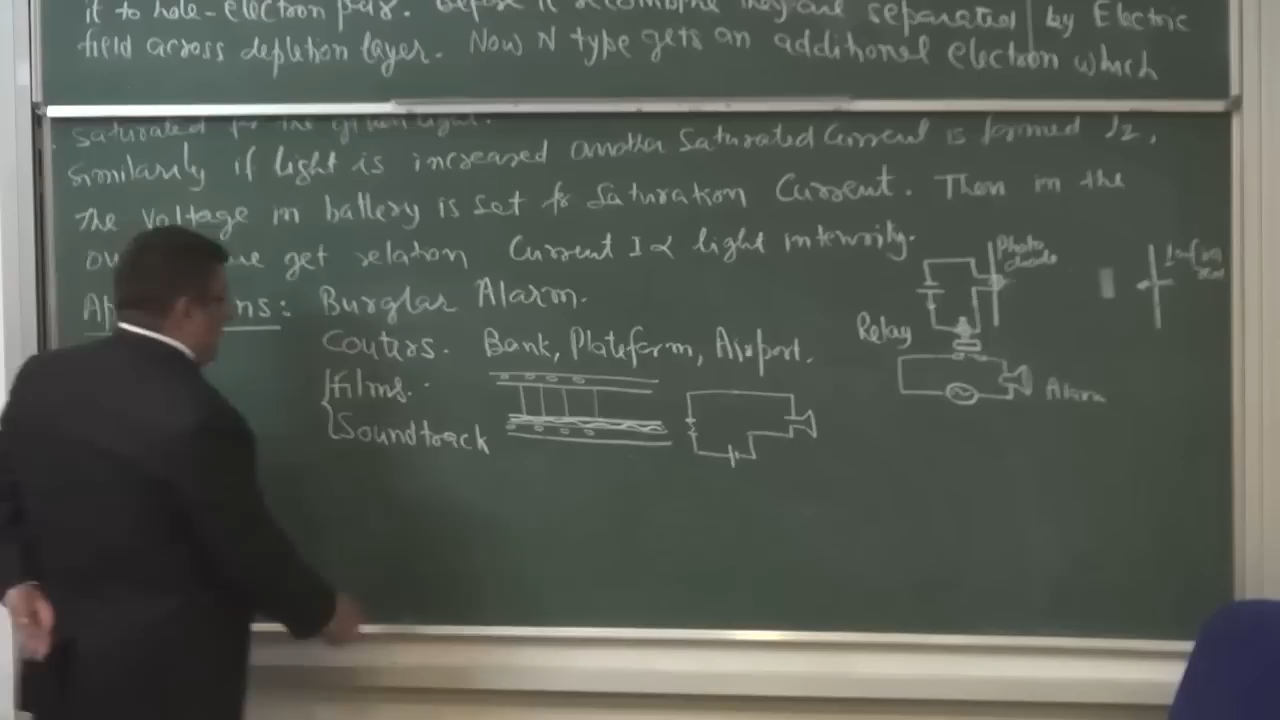 it to hole-electron pair. Before it recombine they are separated by Electric
field across depletion layer. Now N type gets an additional electron which
Saturated for the given light.
Similarly if light is increased another Saturated Current is formed I2,
The Voltage in battery is set for Saturation Current. Then in the
we get relation Current I ∝ light intensity.
ns: Burglar Alarm.
Couters. Bank, Plateform, Airport.
Films.
Soundtrack
Photo
diode
Relay
Alarm